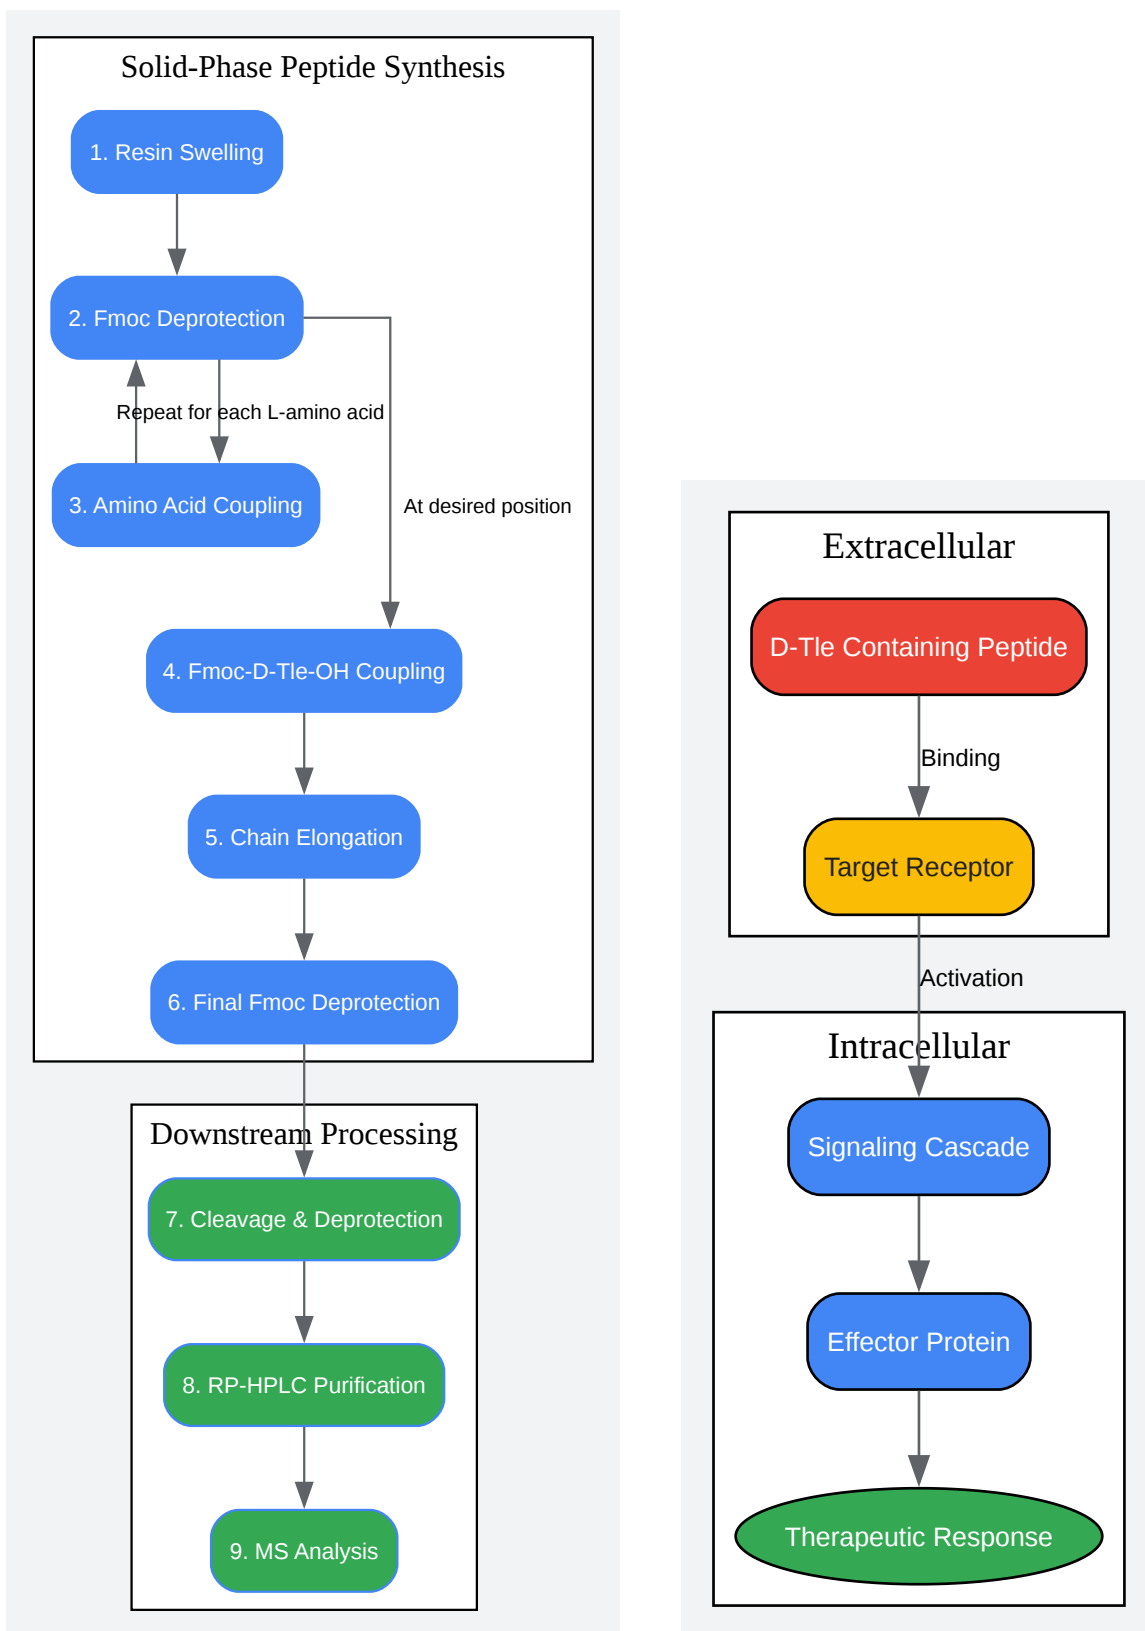 Solid-Phase Peptide Synthesis
1. Resin Swelling
2. Fmoc Deprotection
Repeat for each L-amino acid
3. Amino Acid Coupling
At desired position
4. Fmoc-D-Tle-OH Coupling
5. Chain Elongation
6. Final Fmoc Deprotection
Downstream Processing
7. Cleavage & Deprotection
8. RP-HPLC Purification
9. MS Analysis
Extracellular
D-Tle Containing Peptide
Binding
Target Receptor
Activation
Intracellular
Signaling Cascade
Effector Protein
Therapeutic Response